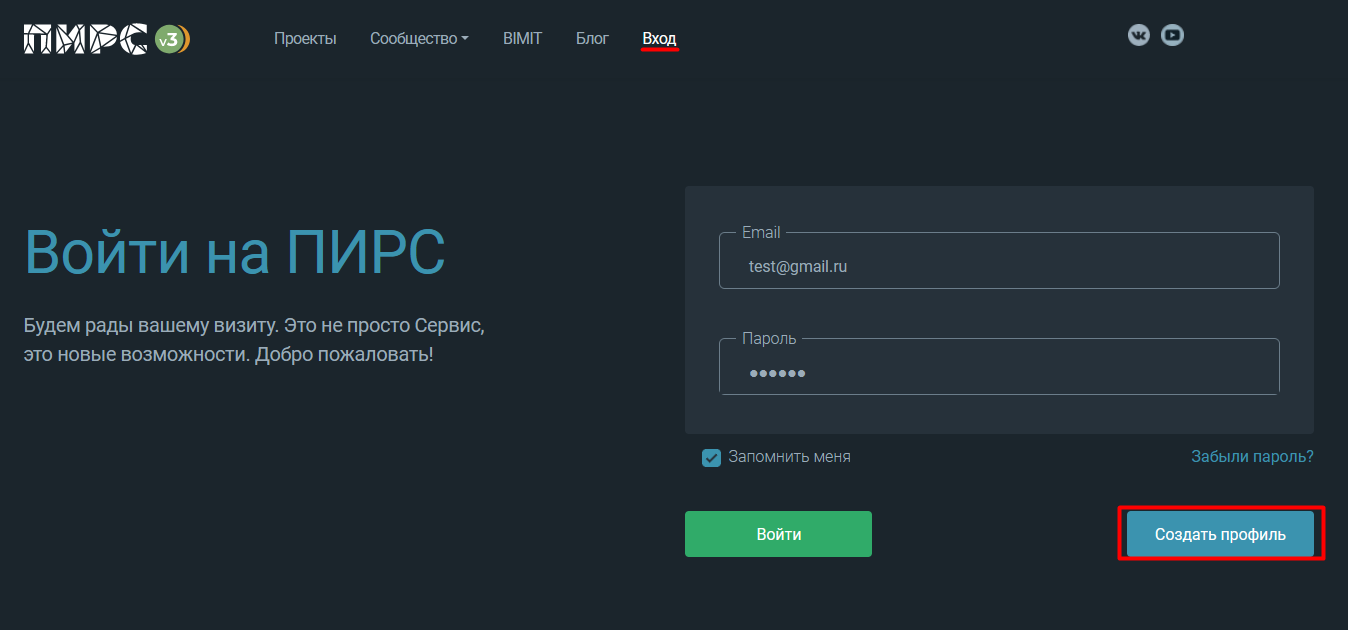 ПИРС v3
Проекты Сообщество BIMIT Блог Вход
Войти на ПИРС
Будем рады вашему визиту. Это не просто Сервис,
это новые возможности. Добро пожаловать!
Email
test@gmail.ru
Пароль
••••••
Запомнить меня
Забыли пароль?
Войти
Создать профиль